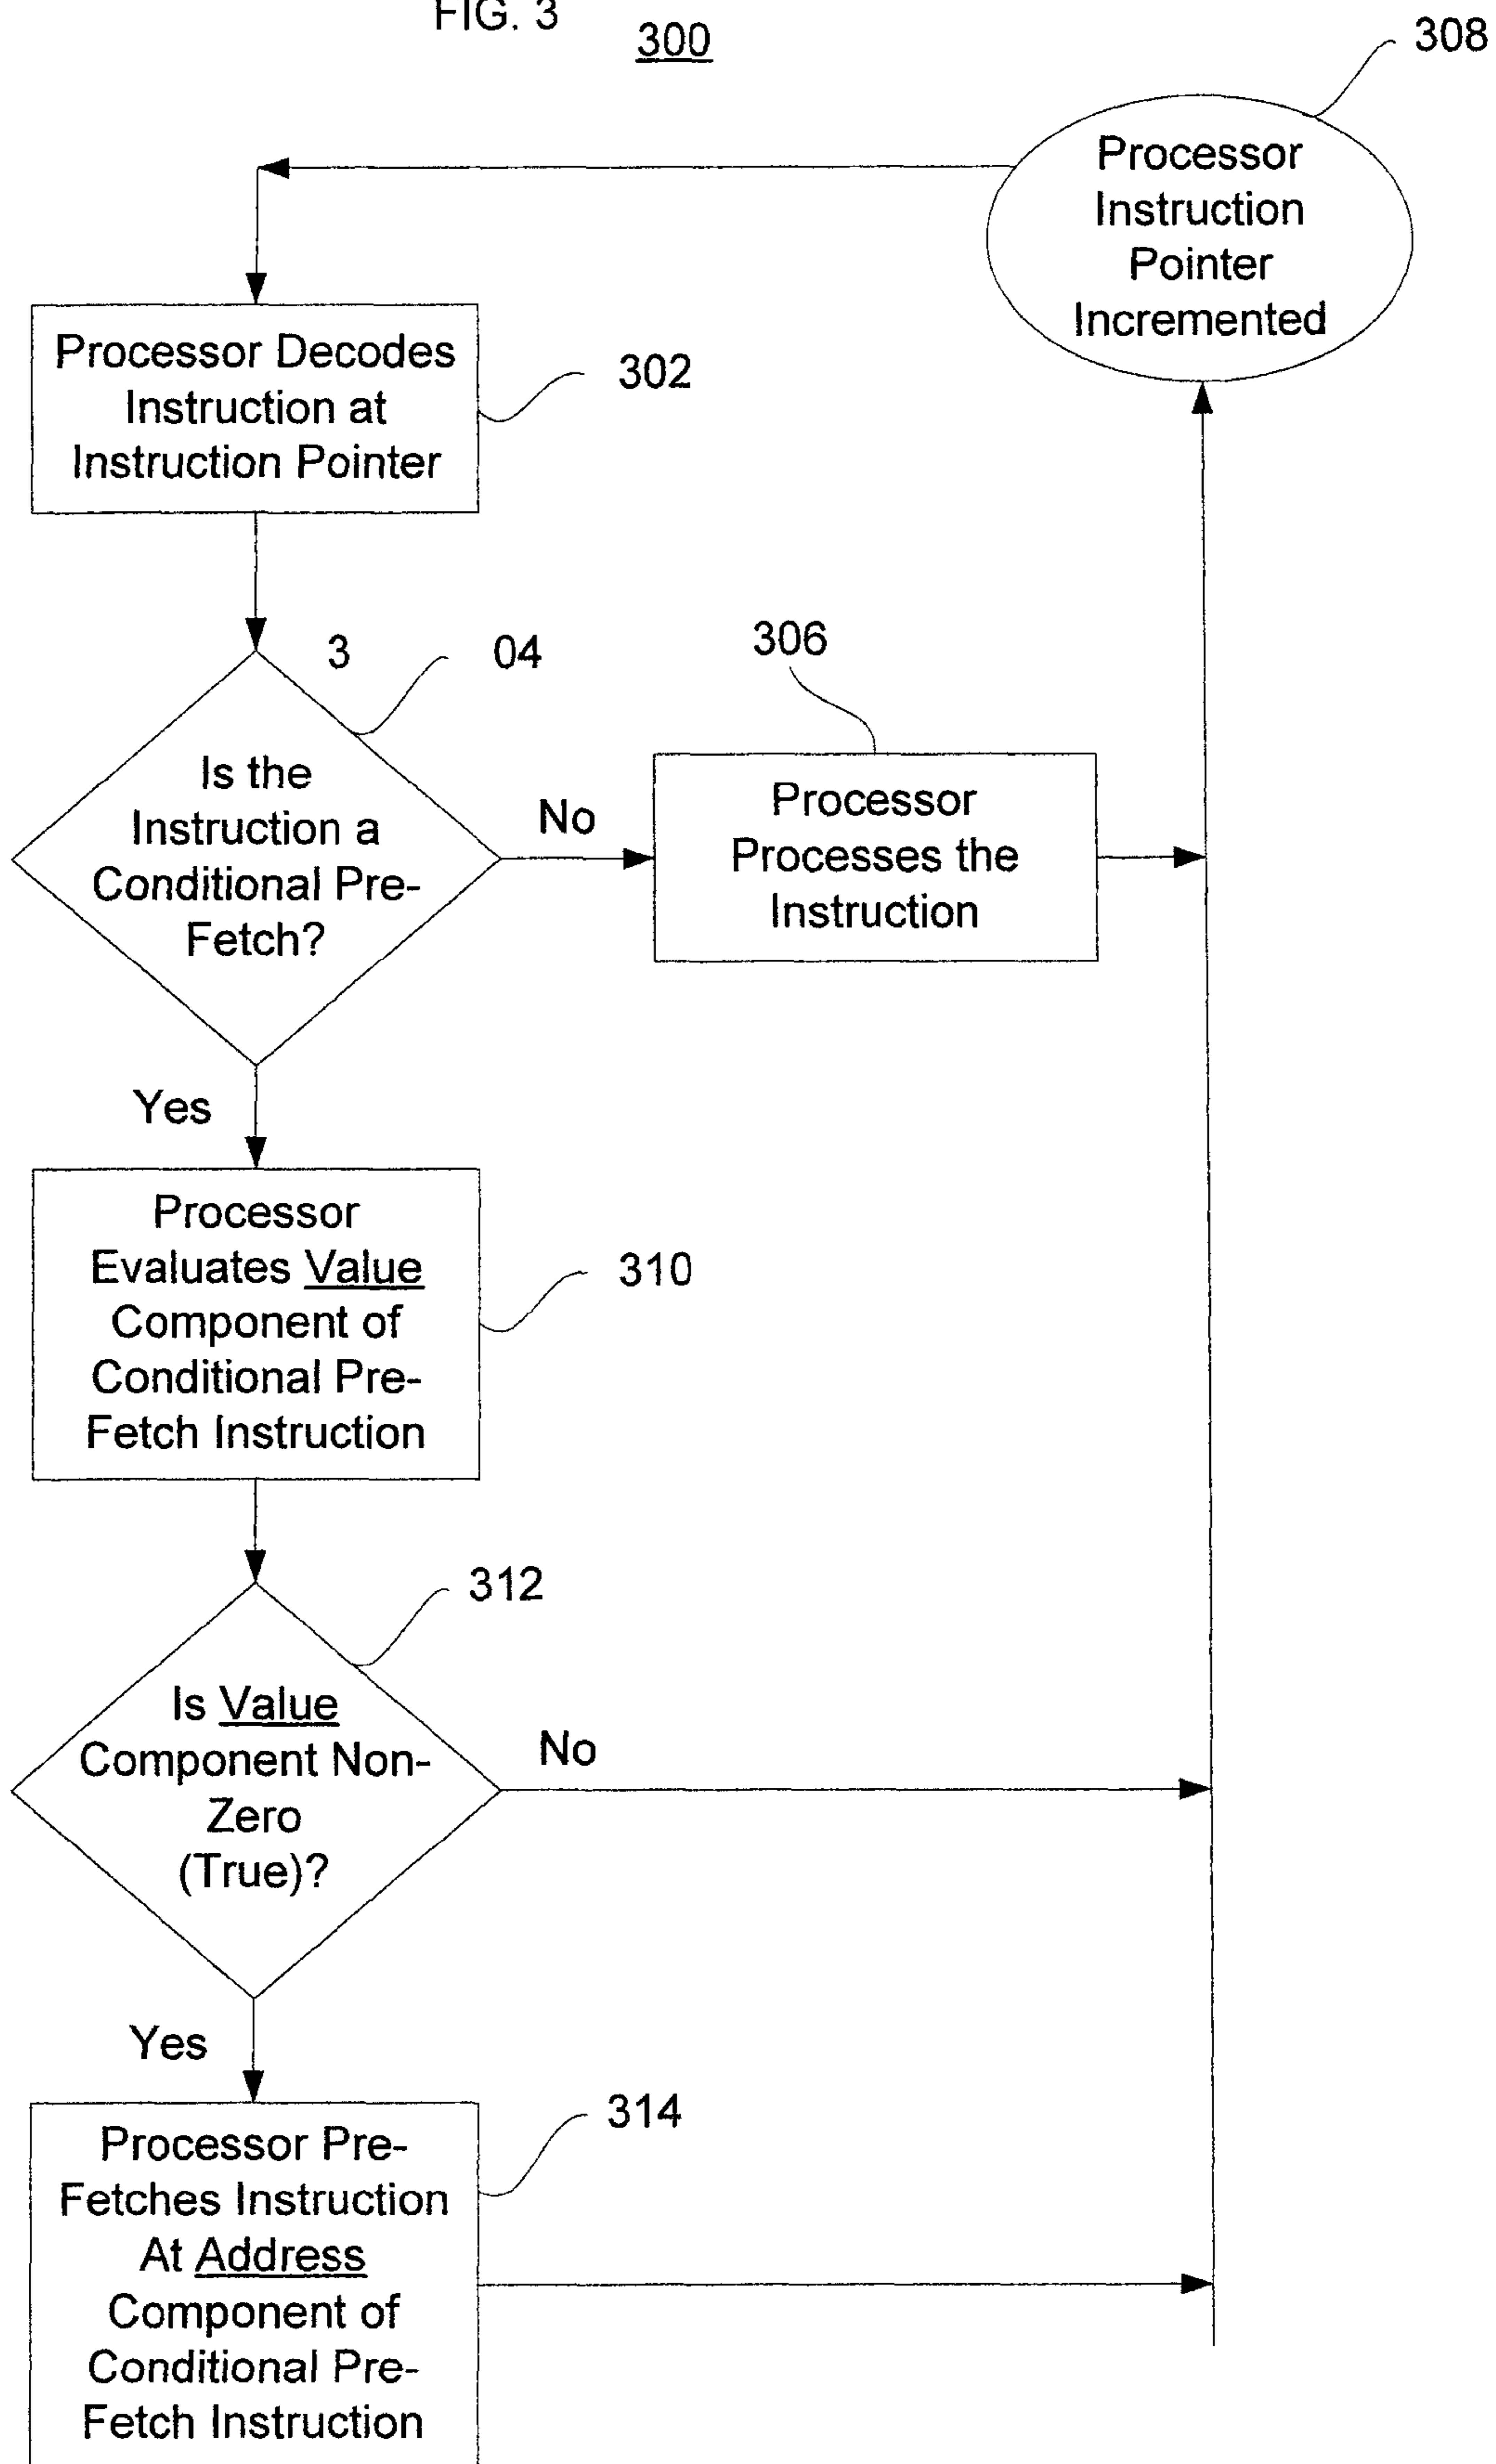 FIG. 3
300
308
Processor
Instruction
Pointer
Incremented
Processor Decodes
Instruction at
Instruction Pointer
302
3 04
Is the
Instruction a
Conditional Pre-
Fetch?
No
306
Processor
Processes the
Instruction
Yes
Processor
Evaluates Value
Component of
Conditional Pre-
Fetch Instruction
310
312
Is Value
Component Non-
Zero
(True)?
No
Yes
Processor Pre-
Fetches Instruction
At Address
Component of
Conditional Pre-
Fetch Instruction
314